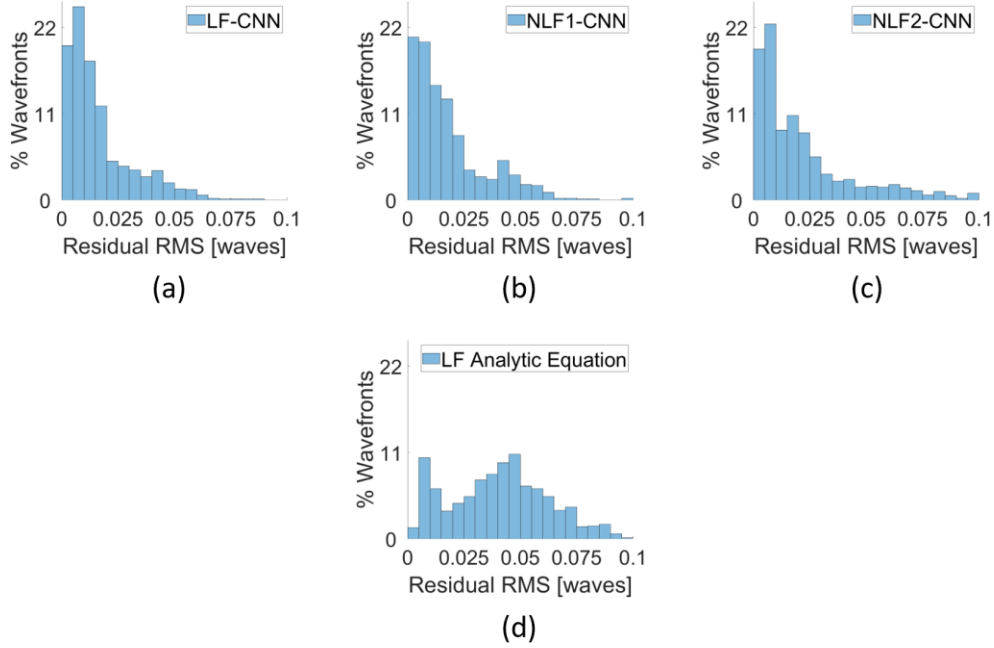 LF-CNN
22
11
0
% Wavefronts
0 0.025 0.05 0.075 0.1
Residual RMS [waves]
(a)
NLF1-CNN
22
11
0
% Wavefronts
0 0.025 0.05 0.075 0.1
Residual RMS [waves]
(b)
NLF2-CNN
22
11
0
% Wavefronts
0 0.025 0.05 0.075 0.1
Residual RMS [waves]
(c)
LF Analytic Equation
22
11
0
% Wavefronts
0 0.025 0.05 0.075 0.1
Residual RMS [waves]
(d)